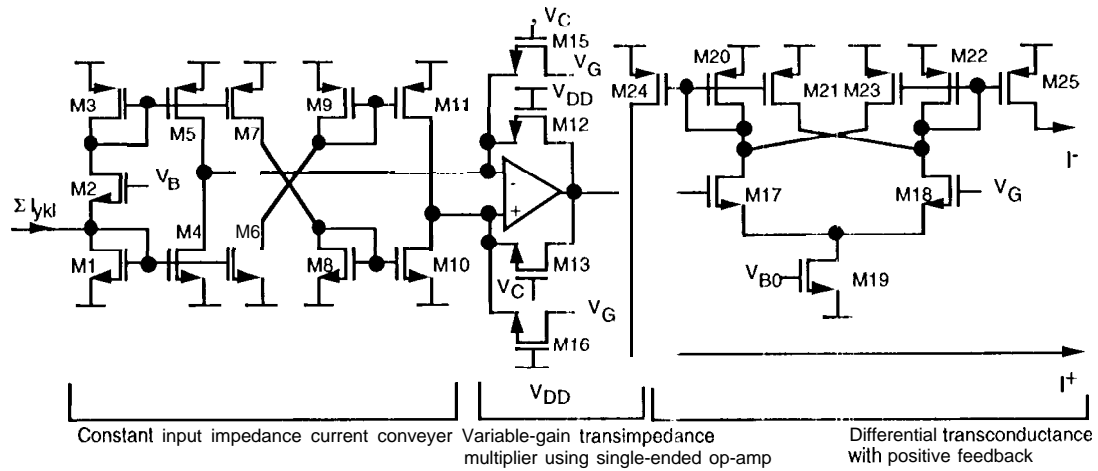 , V_C
M15
V_G
M20
M22
M3
M9
M11
V_DD
M24
M21
M23
M25
M5
M7
M12
M2
V_B
-
I-
Σ I_ykl
M17
M18
V_G
M4
M6
+
M1
M8
M10
M13
V_C
V_B0
M19
V_G
M16
V_DD
I+
Constant input impedance current conveyer
Variable-gain transimpedance
multiplier using single-ended op-amp
Differential transconductance
with positive feedback